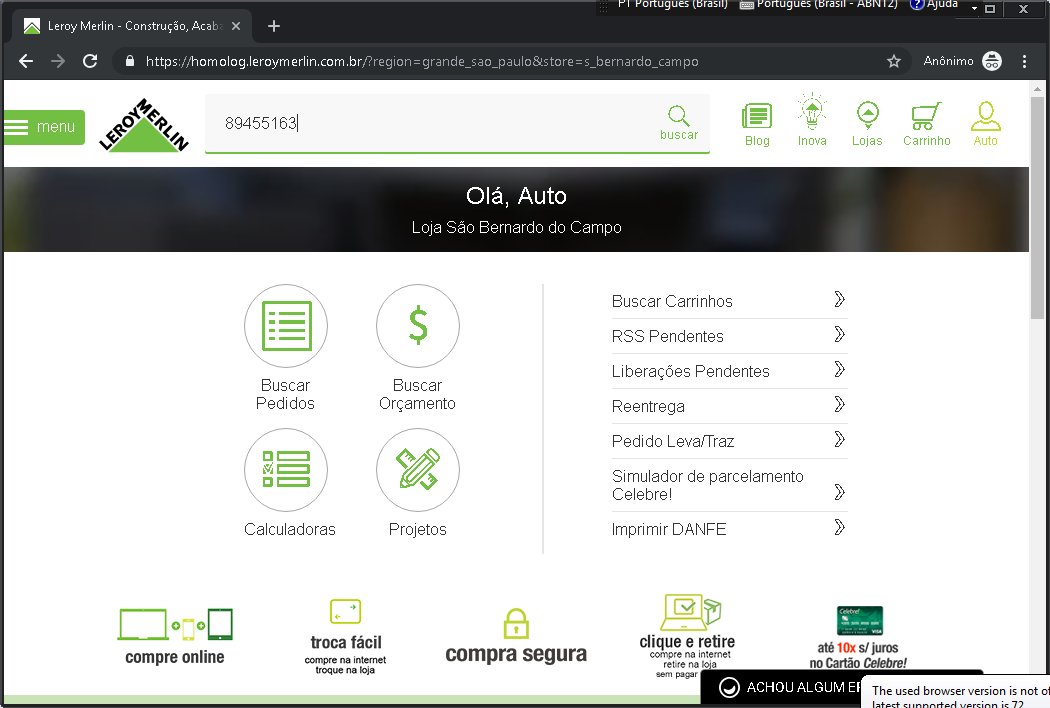 PT Português (Brasil)
Português (Brasil - ABNT2)
Ajuda
Leroy Merlin - Construção, Acaba
https://homolog.leroymerlin.com.br/?region=grande_sao_paulo&store=s_bernardo_campo
Anônimo
menu
LEROY MERLIN
89455163
buscar
Blog
Inova
Lojas
Carrinho
Auto
Olá, Auto
Loja São Bernardo do Campo
Buscar
Pedidos
Buscar
Orçamento
Calculadoras
Projetos
Buscar Carrinhos
RSS Pendentes
Liberações Pendentes
Reentrega
Pedido Leva/Traz
Simulador de parcelamento
Celebre!
Imprimir DANFE
compre online
troca fácil
compre na internet
troque na loja
compra segura
clique e retire
compre na internet
retire na loja
sem pagar
Celebre!
VISA
até 10x s/ juros
no Cartão Celebre!
ACHOU ALGUM
The used browser version is not
latest supported version is 72